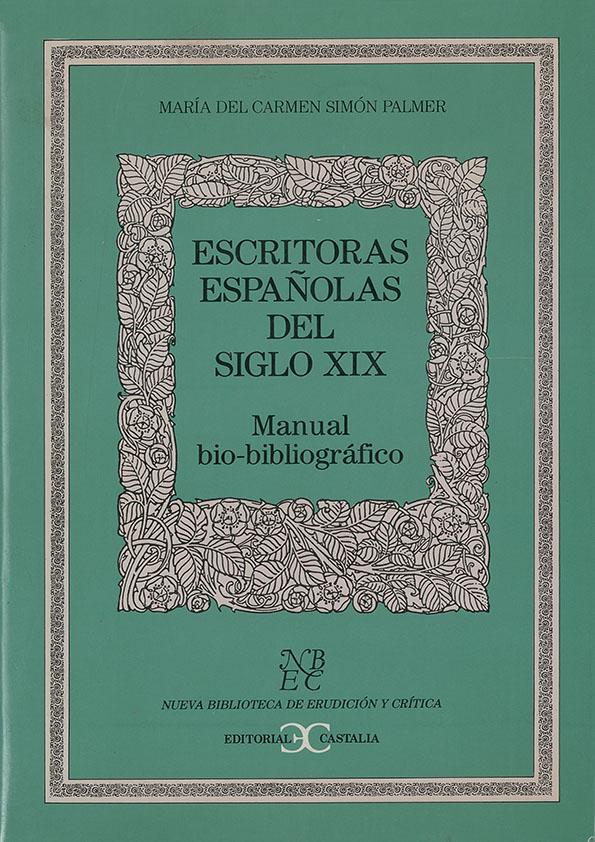 MARÍA DEL CARMEN SIMÓN PALMER
ESCRITORAS
ESPAÑOLAS
DEL
SIGLO XIX
Manual
bio-bibliográfico
NB
EC
NUEVA BIBLIOTECA DE ERUDICIÓN Y CRÍTICA
EDITORIAL EC CASTALIA